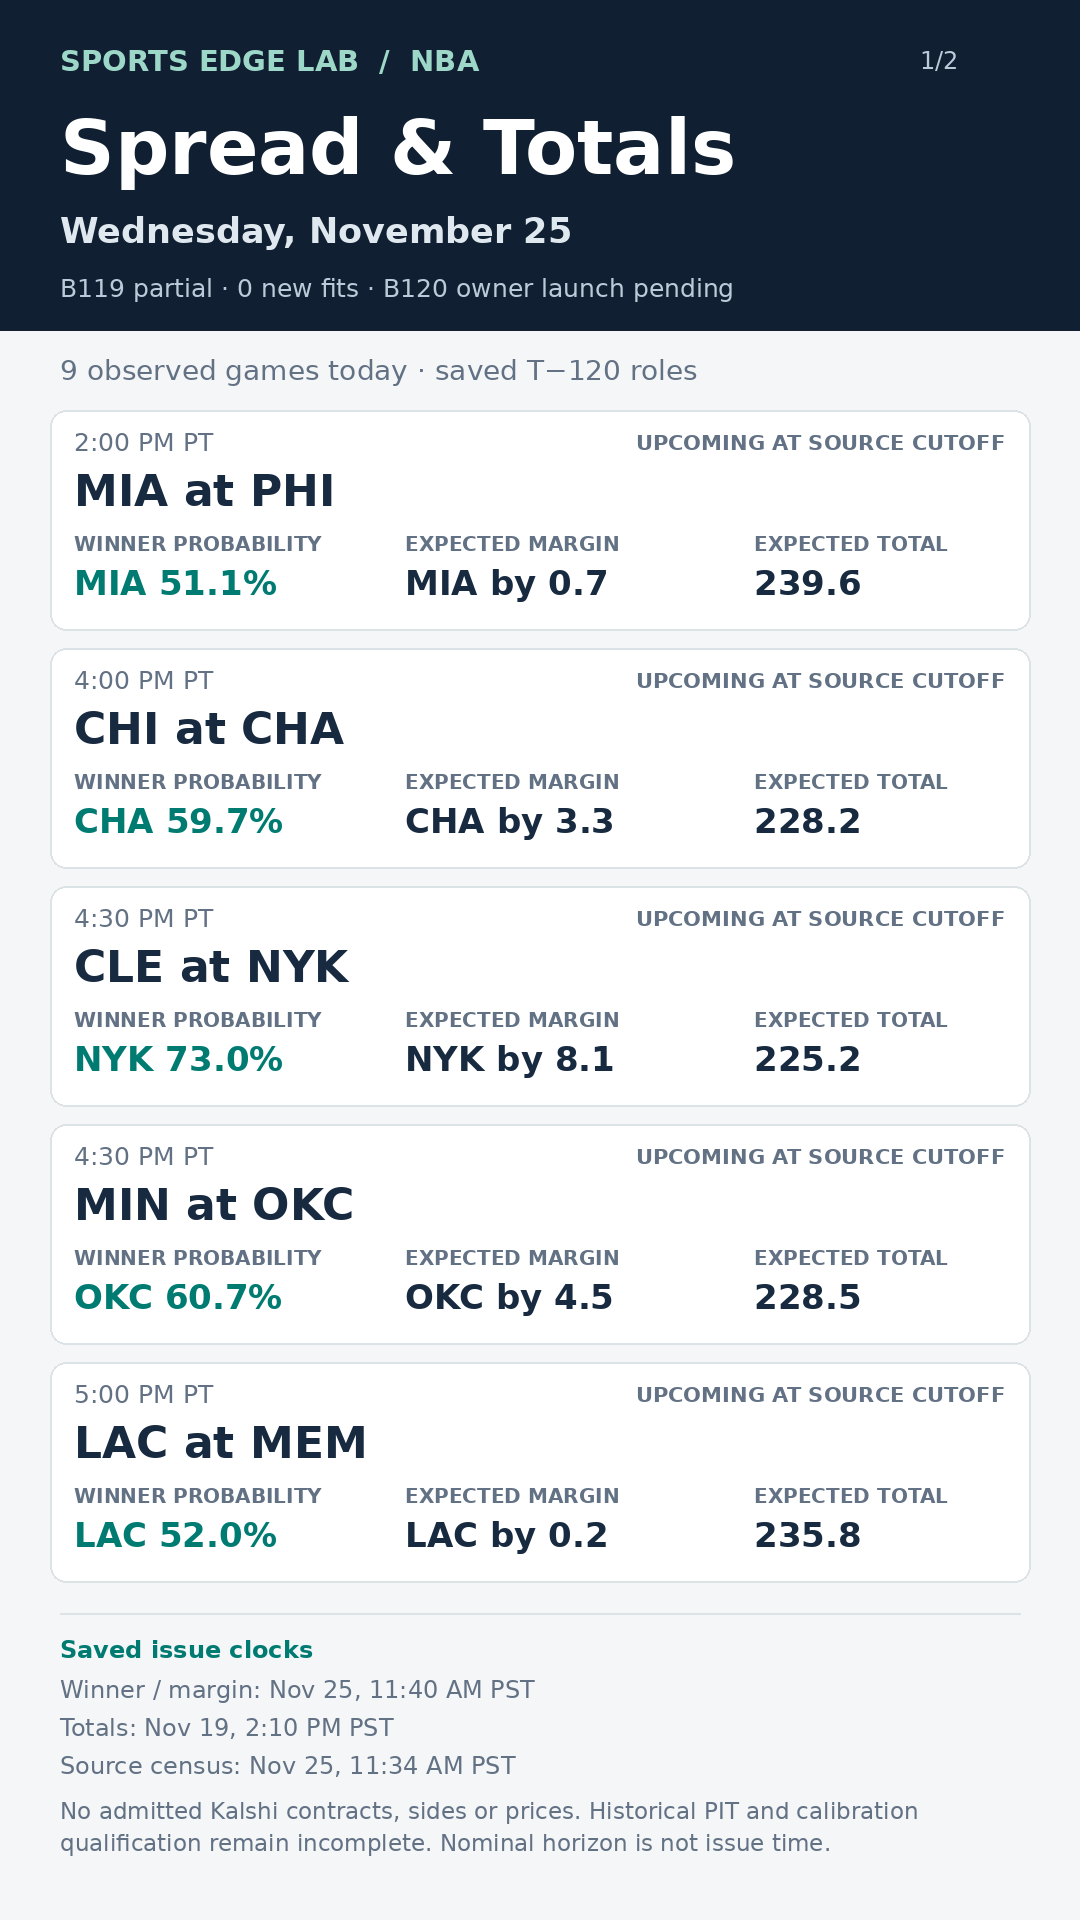 SPORTS EDGE LAB / NBA 1/2
Spread & Totals
Wednesday, November 25
B119 partial · 0 new fits · B120 owner launch pending
9 observed games today · saved T−120 roles
2:00 PM PT UPCOMING AT SOURCE CUTOFF
MIA at PHI
WINNER PROBABILITY EXPECTED MARGIN EXPECTED TOTAL
MIA 51.1% MIA by 0.7 239.6
4:00 PM PT UPCOMING AT SOURCE CUTOFF
CHI at CHA
WINNER PROBABILITY EXPECTED MARGIN EXPECTED TOTAL
CHA 59.7% CHA by 3.3 228.2
4:30 PM PT UPCOMING AT SOURCE CUTOFF
CLE at NYK
WINNER PROBABILITY EXPECTED MARGIN EXPECTED TOTAL
NYK 73.0% NYK by 8.1 225.2
4:30 PM PT UPCOMING AT SOURCE CUTOFF
MIN at OKC
WINNER PROBABILITY EXPECTED MARGIN EXPECTED TOTAL
OKC 60.7% OKC by 4.5 228.5
5:00 PM PT UPCOMING AT SOURCE CUTOFF
LAC at MEM
WINNER PROBABILITY EXPECTED MARGIN EXPECTED TOTAL
LAC 52.0% LAC by 0.2 235.8
Saved issue clocks
Winner / margin: Nov 25, 11:40 AM PST
Totals: Nov 19, 2:10 PM PST
Source census: Nov 25, 11:34 AM PST
No admitted Kalshi contracts, sides or prices. Historical PIT and calibration
qualification remain incomplete. Nominal horizon is not issue time.